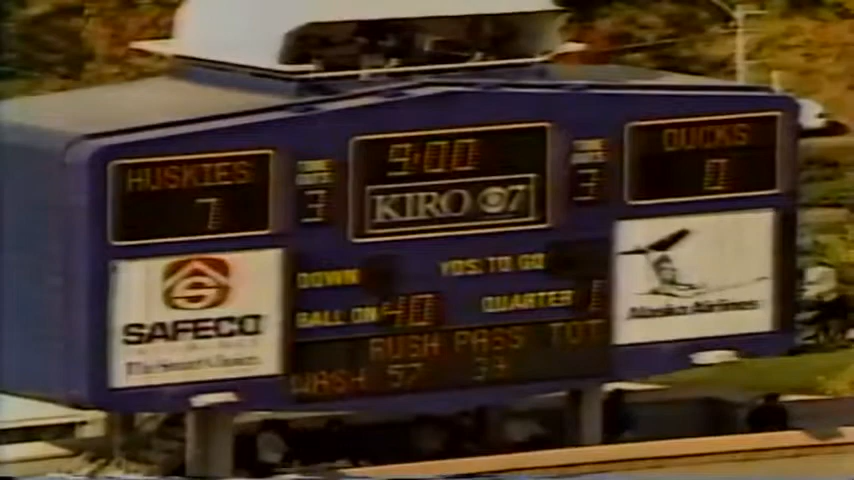 HUSKIES
7
TIME
OUTS
3
9:00
KIRO 7
TIME
OUTS
3
DUCKS
0
SAFECO
DOWN
YDS. TO GO
BALL ON 40
QUARTER 1
RUSH PASS TOT
WASH 57
Alaska Airlines